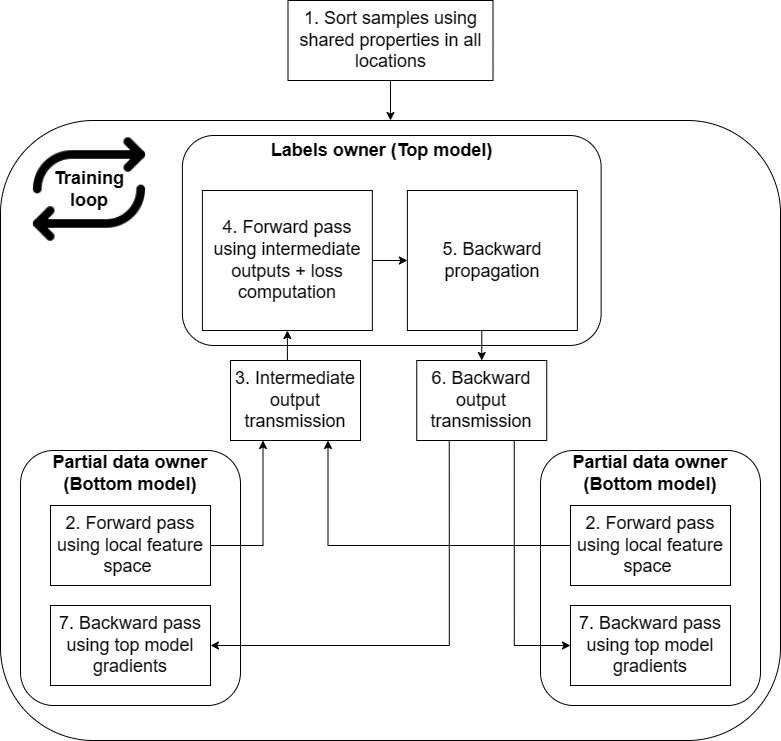 1. Sort samples using
shared properties in all
locations
Training
loop
Labels owner (Top model)
4. Forward pass
using intermediate
outputs + loss
computation
5. Backward
propagation
3. Intermediate
output
transmission
6. Backward
output
transmission
Partial data owner
(Bottom model)
2. Forward pass
using local feature
space
7. Backward pass
using top model
gradients
Partial data owner
(Bottom model)
2. Forward pass
using local feature
space
7. Backward pass
using top model
gradients